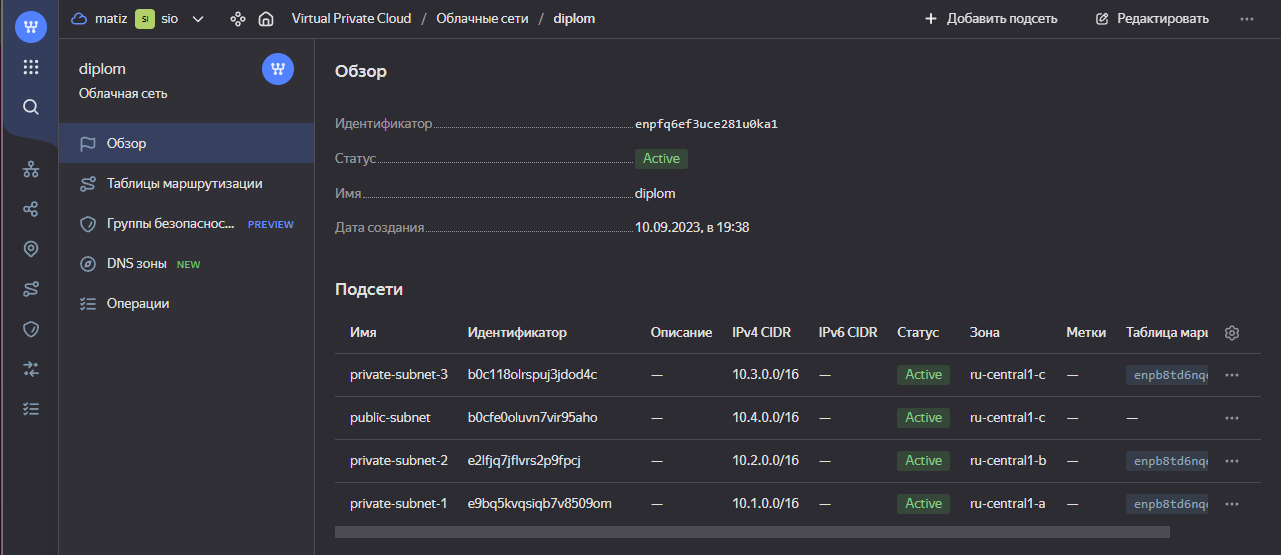 matiz SI sio Virtual Private Cloud / Облачные сети / diplom Добавить подсеть Редактировать
diplom
Облачная сеть
Обзор
Таблицы маршрутизации
Группы безопаснос... PREVIEW
DNS зоны NEW
Операции
Обзор
Идентификатор enpfq6ef3uce281u0ka1
Статус Active
Имя diplom
Дата создания 10.09.2023, в 19:38
Подсети
Имя Идентификатор Описание IPv4 CIDR IPv6 CIDR Статус Зона Метки Таблица марш
private-subnet-3 b0c118olrspuj3jdod4c — 10.3.0.0/16 — Active ru-central1-c — enpb8td6nq
public-subnet b0cfe0oluvn7vir95aho — 10.4.0.0/16 — Active ru-central1-c — —
private-subnet-2 e2lfjq7jflvrs2p9fpcj — 10.2.0.0/16 — Active ru-central1-b — enpb8td6nq
private-subnet-1 e9bq5kvqsiqb7v8509om — 10.1.0.0/16 — Active ru-central1-a — enpb8td6nq